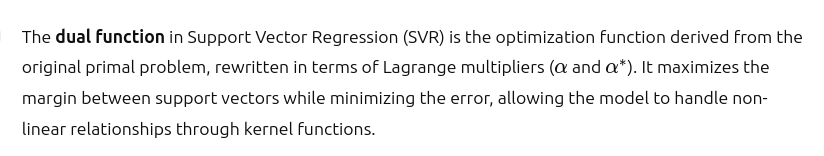 The dual function in Support Vector Regression (SVR) is the optimization function derived from the
original primal problem, rewritten in terms of Lagrange multipliers (α and α*). It maximizes the
margin between support vectors while minimizing the error, allowing the model to handle non-
linear relationships through kernel functions.